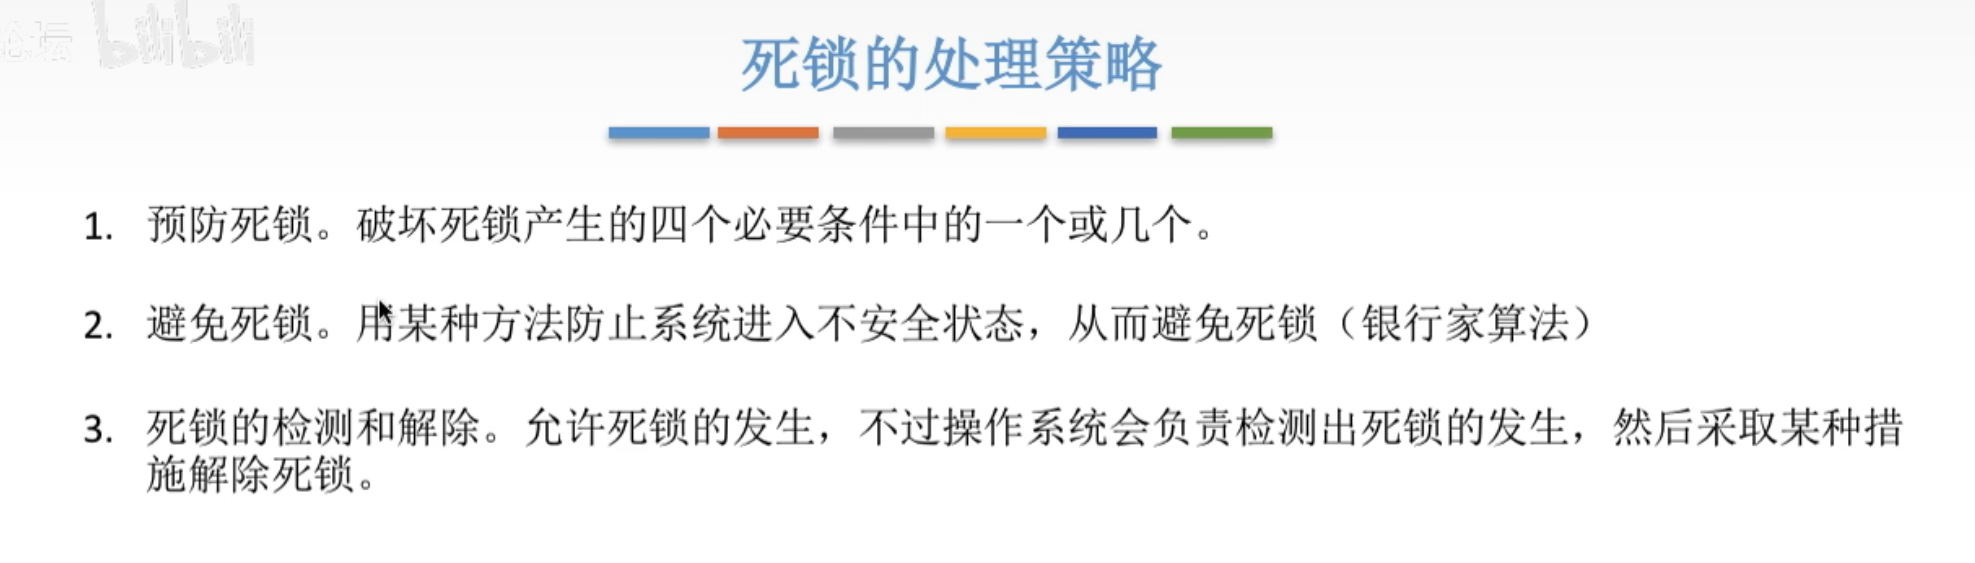 论坛 bilibili
死锁的处理策略
1. 预防死锁。破坏死锁产生的四个必要条件中的一个或几个。
2. 避免死锁。用某种方法防止系统进入不安全状态，从而避免死锁（银行家算法）
3. 死锁的检测和解除。允许死锁的发生，不过操作系统会负责检测出死锁的发生，然后采取某种措
施解除死锁。